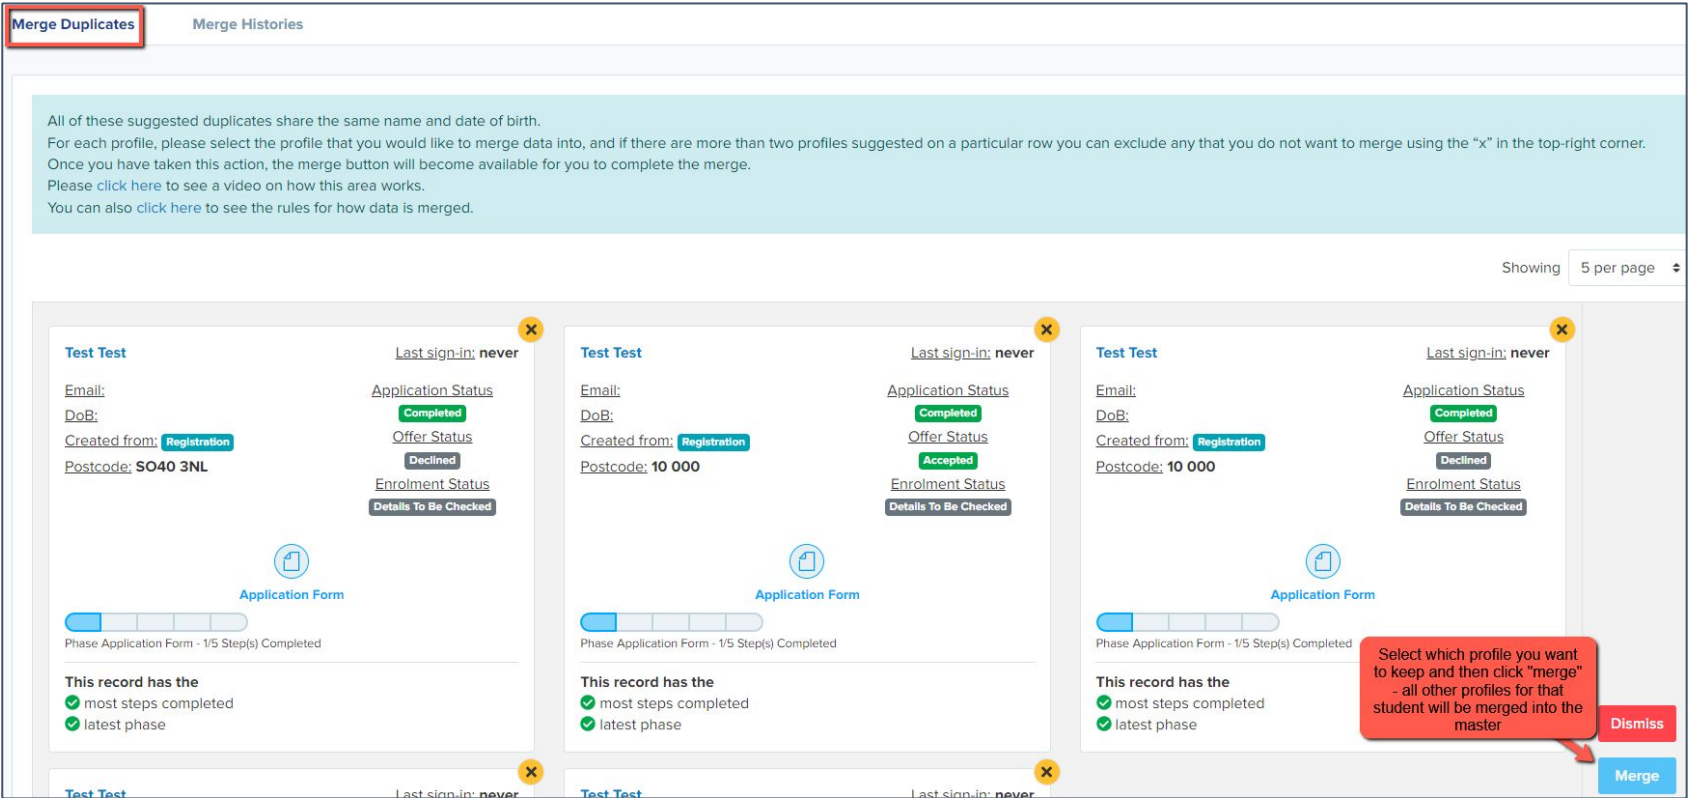 Merge Duplicates
Merge Histories
All of these suggested duplicates share the same name and date of birth.
For each profile, please select the profile that you would like to merge data into, and if there are more than two profiles suggested on a particular row you can exclude any that you do not want to merge using the “x” in the top-right corner.
Once you have taken this action, the merge button will become available for you to complete the merge.
Please click here to see a video on how this area works.
You can also click here to see the rules for how data is merged.
Showing 5 per page
Test Test
Last sign-in: never
Email:
DoB:
Created from: Registration
Postcode: SO40 3NL
Application Status
Completed
Offer Status
Declined
Enrolment Status
Details To Be Checked
Application Form
Phase Application Form - 1/5 Step(s) Completed
This record has the
most steps completed
latest phase
Test Test
Last sign-in: never
Email:
DoB:
Created from: Registration
Postcode: 10 000
Application Status
Completed
Offer Status
Accepted
Enrolment Status
Details To Be Checked
Application Form
Phase Application Form - 1/5 Step(s) Completed
This record has the
most steps completed
latest phase
Test Test
Last sign-in: never
Email:
DoB:
Created from: Registration
Postcode: 10 000
Application Status
Completed
Offer Status
Declined
Enrolment Status
Details To Be Checked
Application Form
Phase Application Form - 1/5 Step(s) Completed
This record has the
most steps completed
latest phase
Select which profile you want
to keep and then click "merge"
- all other profiles for that
student will be merged into the
master
Dismiss
Merge
Test Test
Last sign-in: never
Test Test
Last sign-in: never